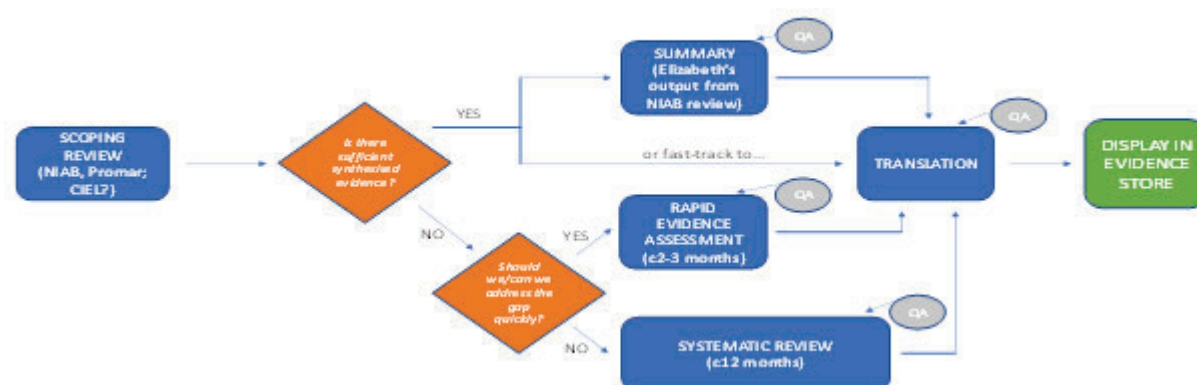 SCOPING
REVIEW
(NIAB, Promar;
CIEL?)
Is there
sufficient
synthesised
evidence?
YES
NO
SUMMARY
(Elizabeth's
output from
NIAB review)
QA
or fast-track to...
Should
we/can we
address the
gap
quickly?
YES
NO
RAPID
EVIDENCE
ASSESSMENT
(c2-3 months)
QA
SYSTEMATIC REVIEW
(c12 months)
QA
TRANSLATION
QA
DISPLAY IN
EVIDENCE
STORE